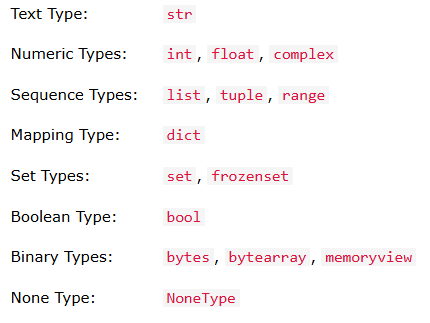 Text Type: str
Numeric Types: int, float, complex
Sequence Types: list, tuple, range
Mapping Type: dict
Set Types: set, frozenset
Boolean Type: bool
Binary Types: bytes, bytearray, memoryview
None Type: NoneType